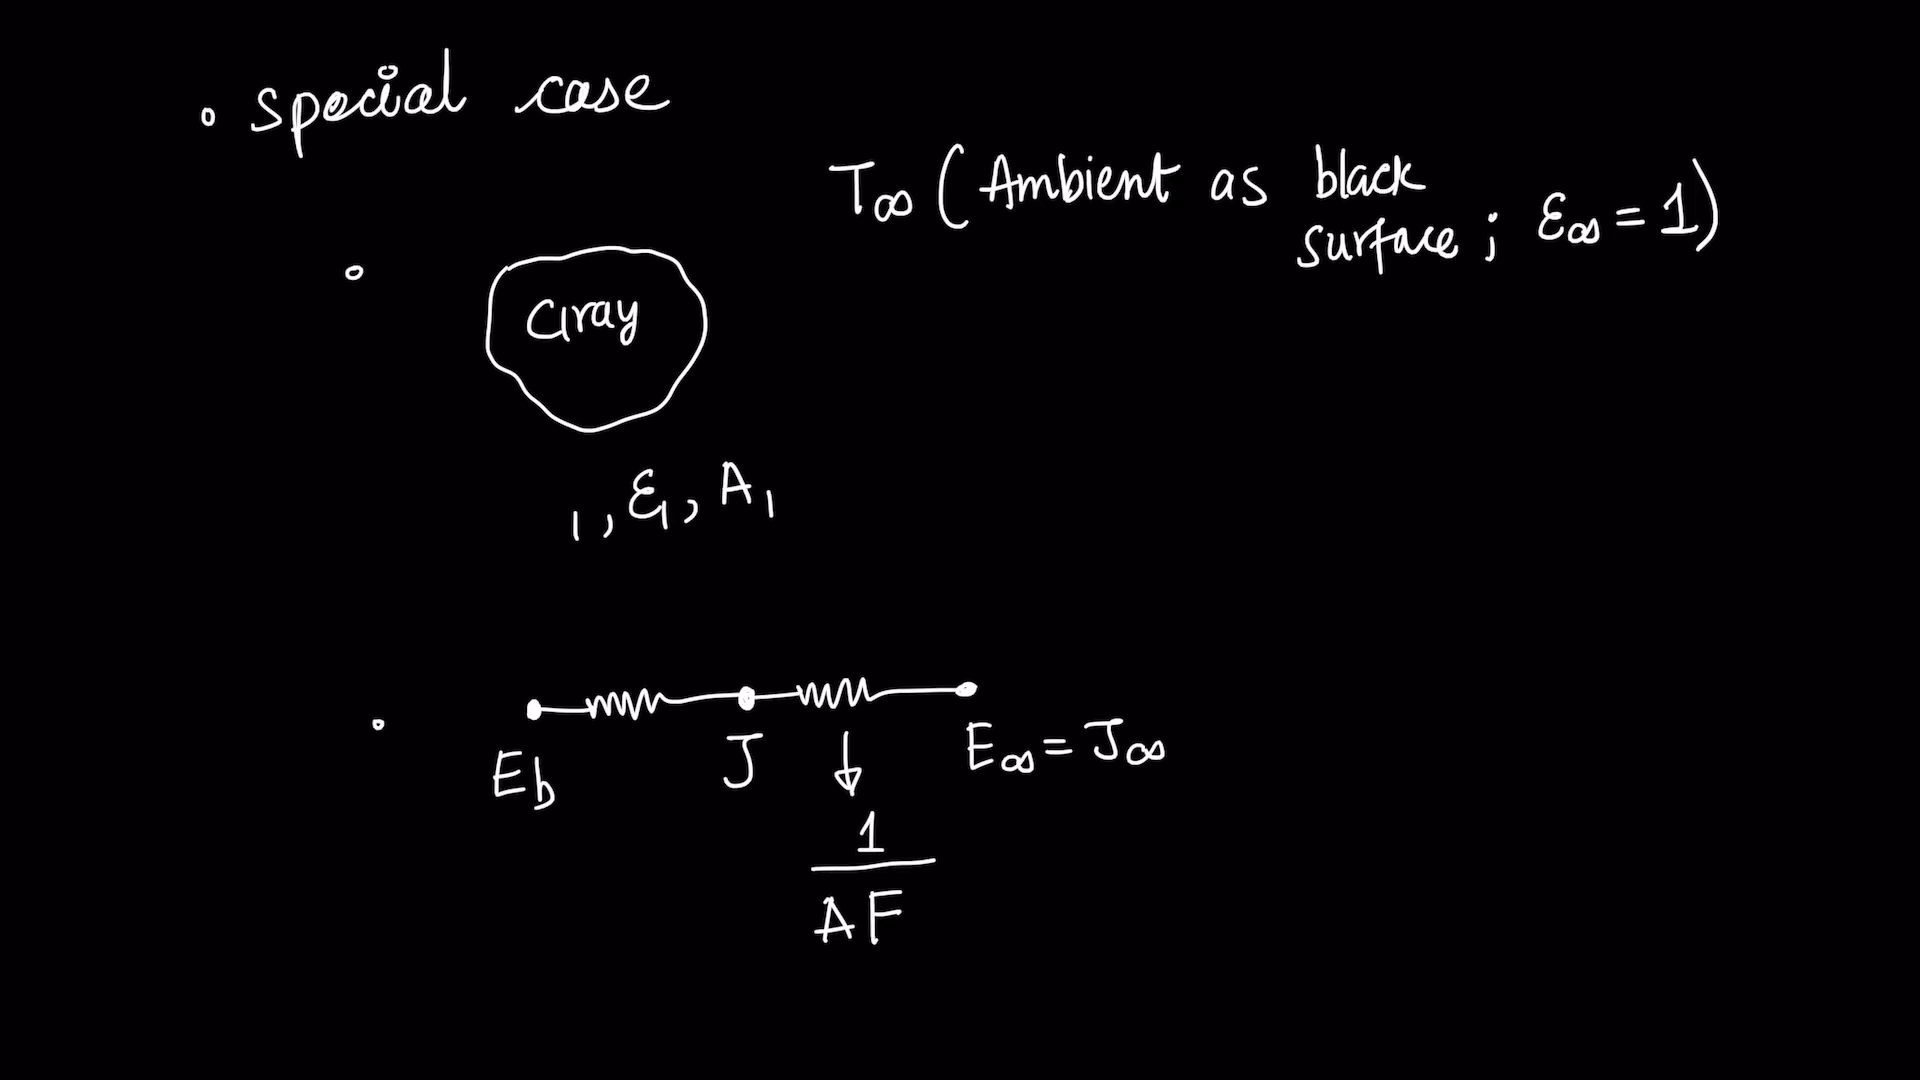 • special case
T∞ (Ambient as black
surface ; ε∞ = 1)
Gray
1 , ε₁ , A₁
Eb J E∞ = J∞
1
AF